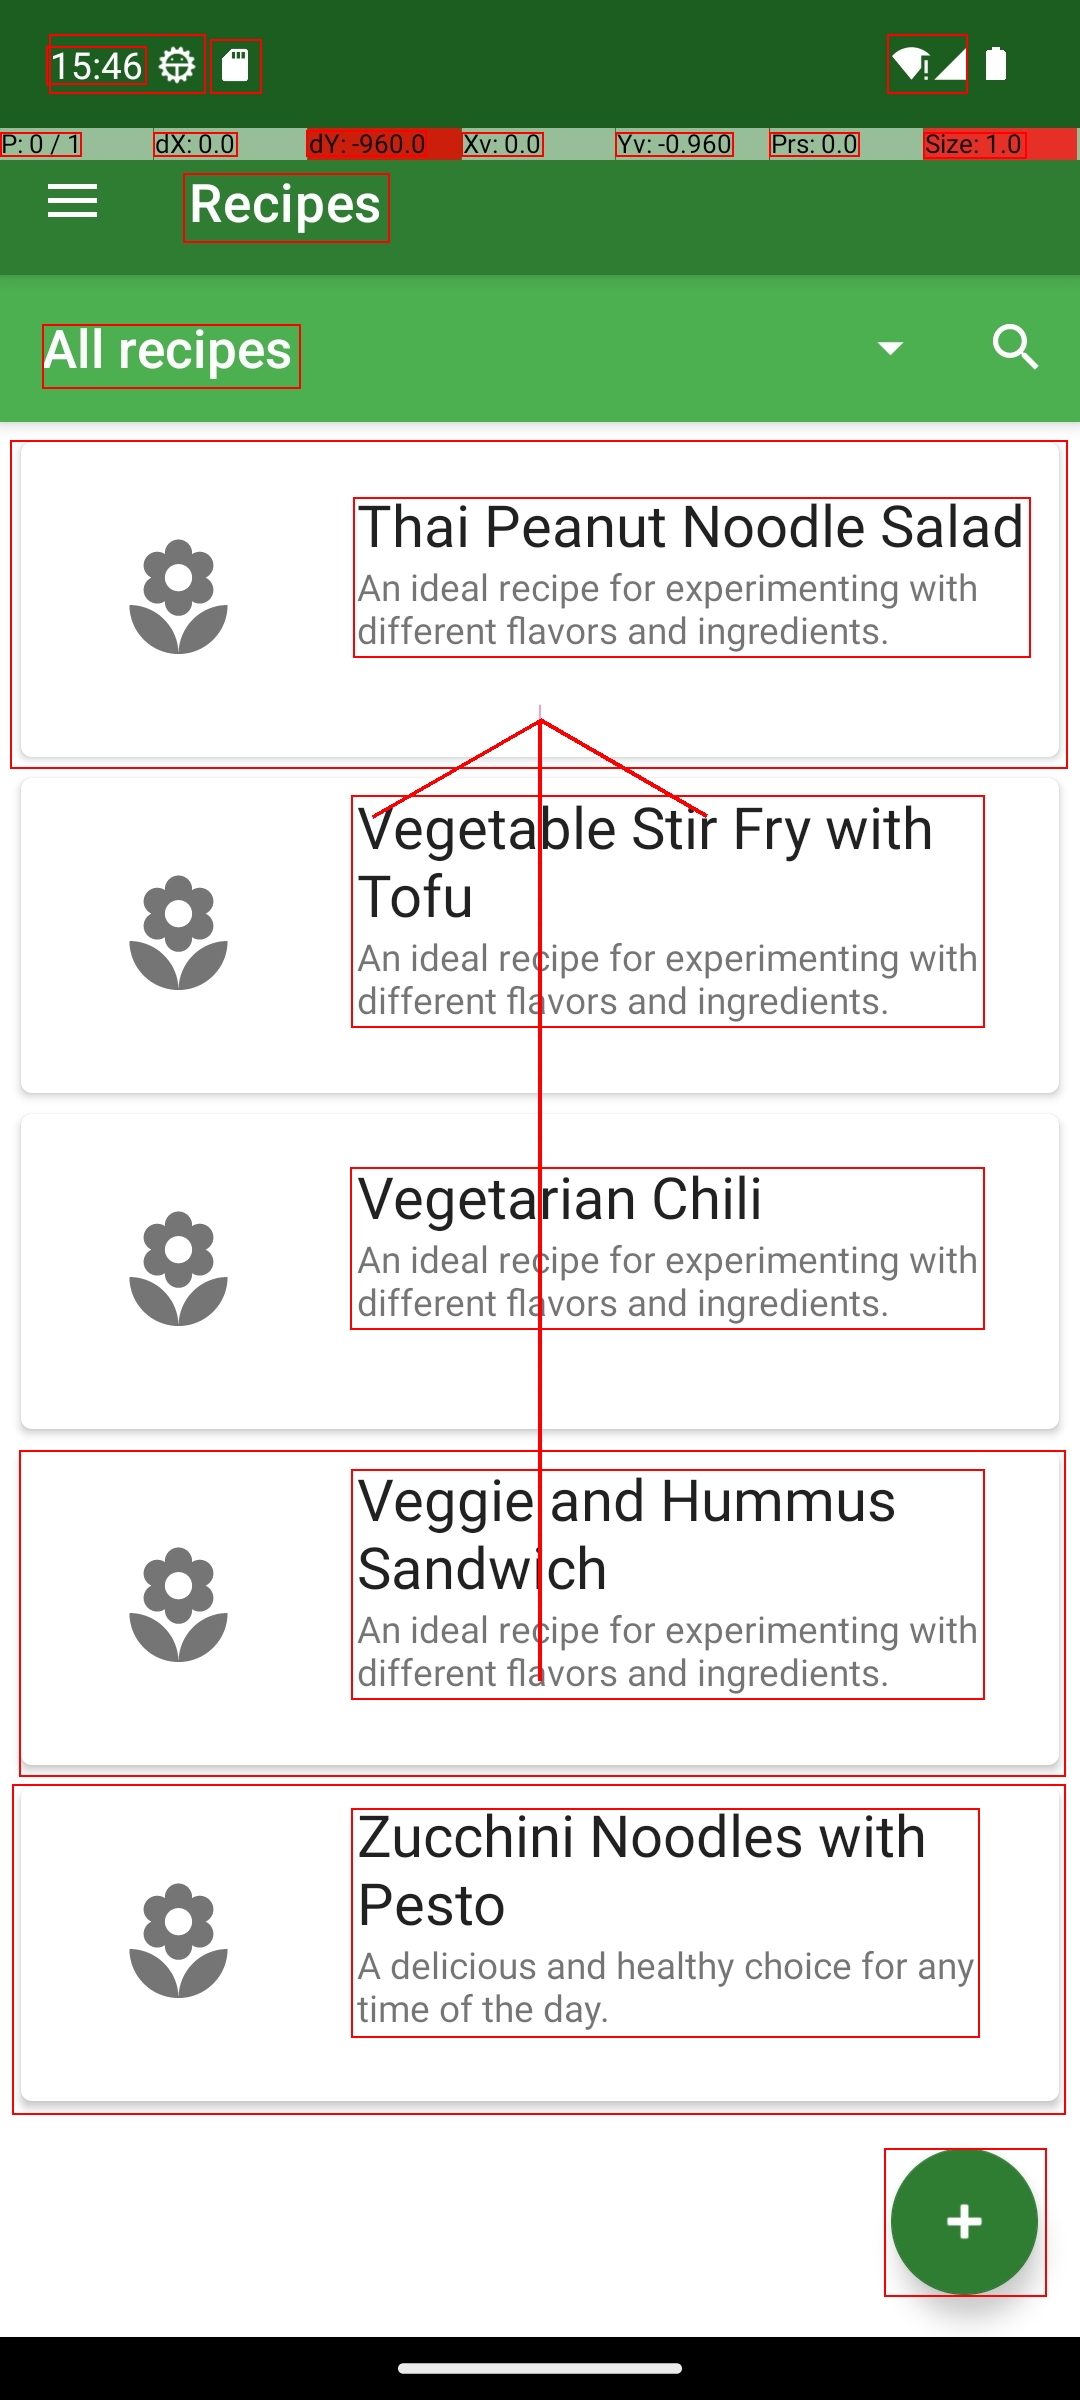 15:46
P: 0 / 1 dX: 0.0 dY: -960.0 Xv: 0.0 Yv: -0.960 Prs: 0.0 Size: 1.0
Recipes
All recipes
Thai Peanut Noodle Salad
An ideal recipe for experimenting with
different flavors and ingredients.
Vegetable Stir Fry with
Tofu
An ideal recipe for experimenting with
different flavors and ingredients.
Vegetarian Chili
An ideal recipe for experimenting with
different flavors and ingredients.
Veggie and Hummus
Sandwich
An ideal recipe for experimenting with
different flavors and ingredients.
Zucchini Noodles with
Pesto
A delicious and healthy choice for any
time of the day.